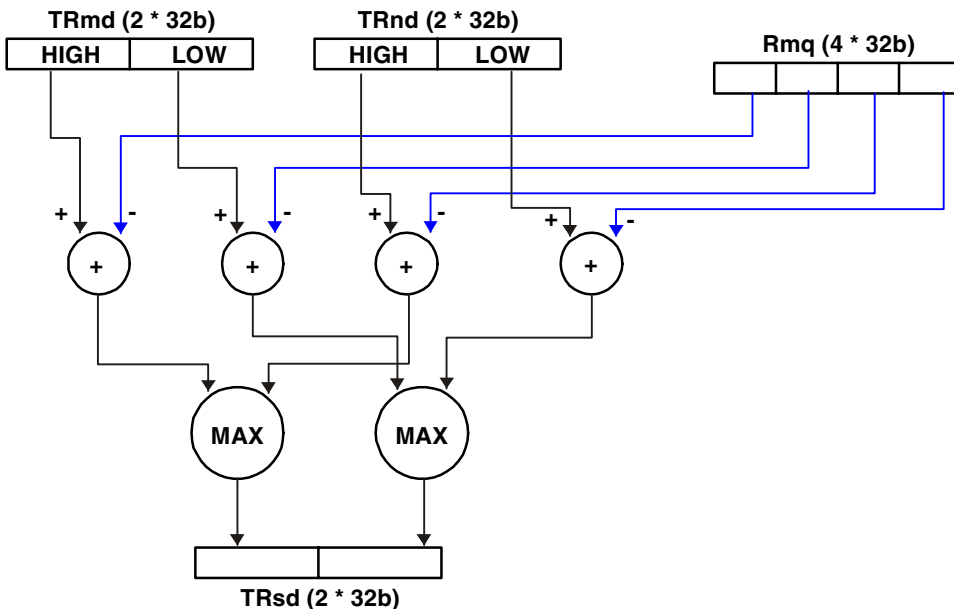 TRmd (2 * 32b)
TRnd (2 * 32b)
Rmq (4 * 32b)
HIGH
LOW
HIGH
LOW
+
-
+
-
+
-
+
-
+
+
+
+
MAX
MAX
TRsd (2 * 32b)